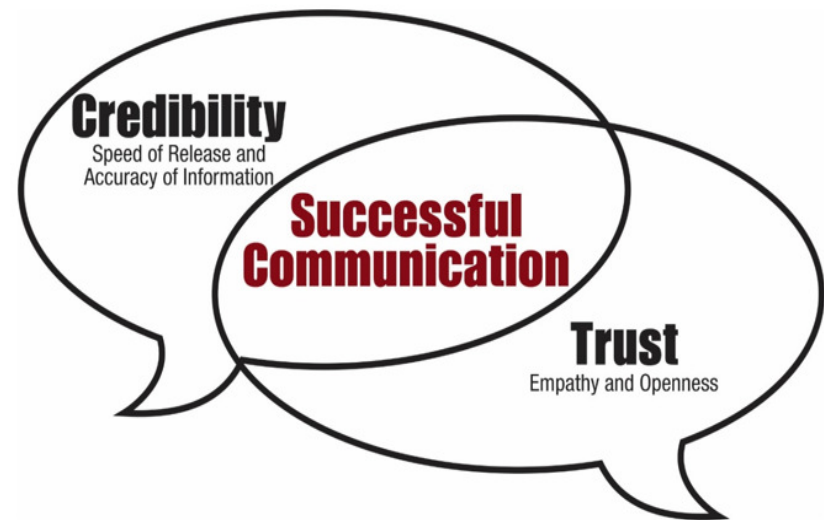 Credibility
Speed of Release and
Accuracy of Information
Successful
Communication
Trust
Empathy and Openness